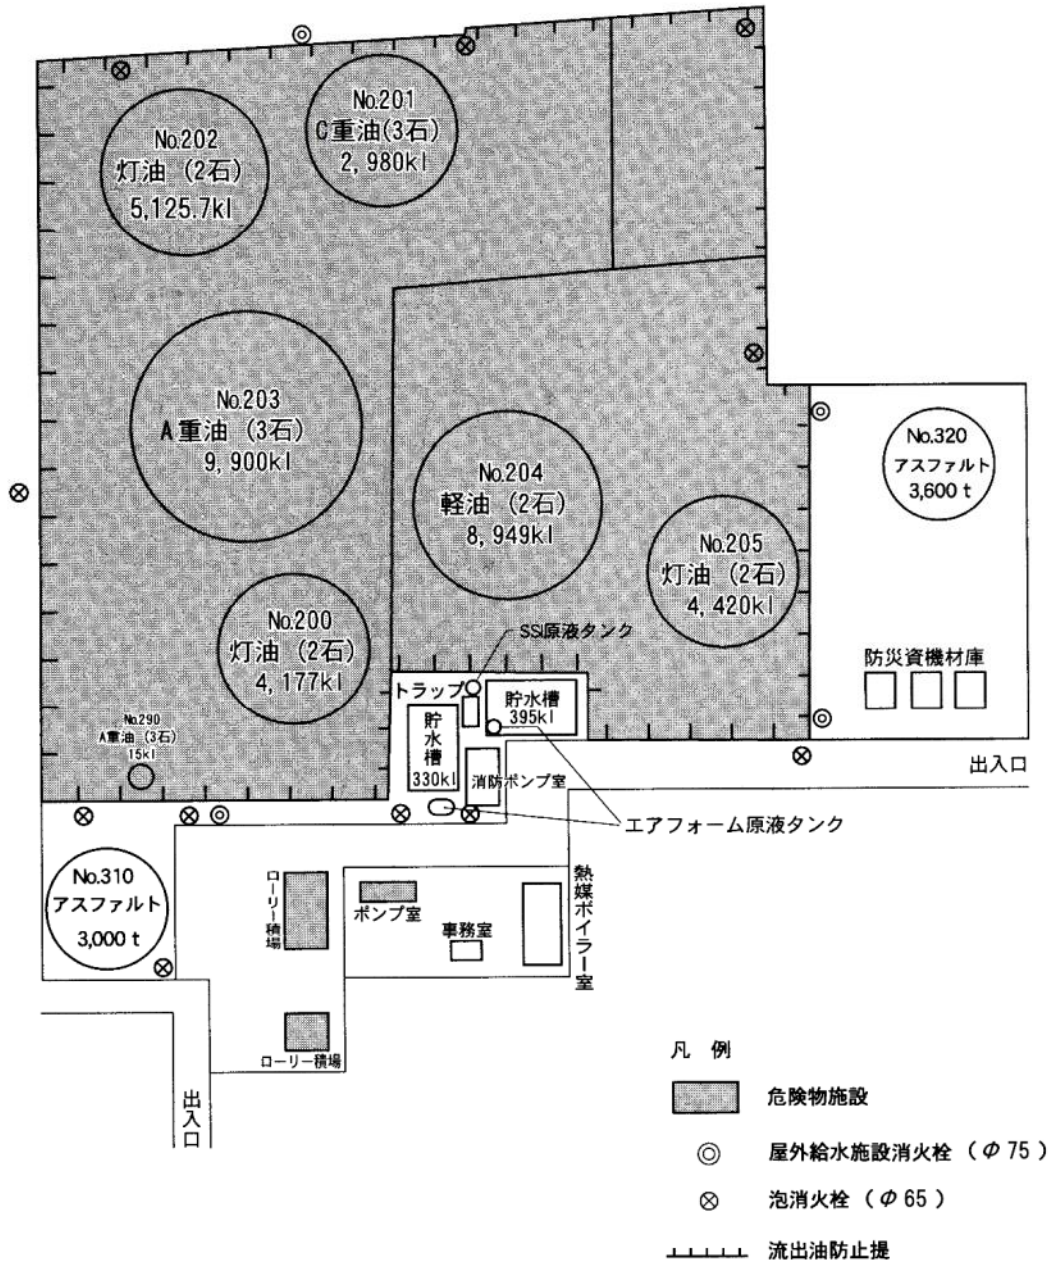 No.201
C重油(3石)
2,980kl
No.202
灯油 (2石)
5,125.7kl
No.203
A重油 (3石)
9,900kl
No.204
軽油 (2石)
8,949kl
No.205
灯油 (2石)
4,420kl
No.320
アスファルト
3,600 t
No.200
灯油 (2石)
4,177kl
No.290
A重油 (3石)
15kl
SSI原液タンク
トラップ
貯水槽
395kl
貯水槽
330kl
消防ポンプ室
防災資機材庫
出入口
エアフォーム原液タンク
No.310
アスファルト
3,000 t
ローリー積場
ポンプ室
事務室
熱媒ボイラー室
ローリー積場
出入口
凡 例
危険物施設
屋外給水施設消火栓 (Φ75)
泡消火栓 (Φ65)
流出油防止提